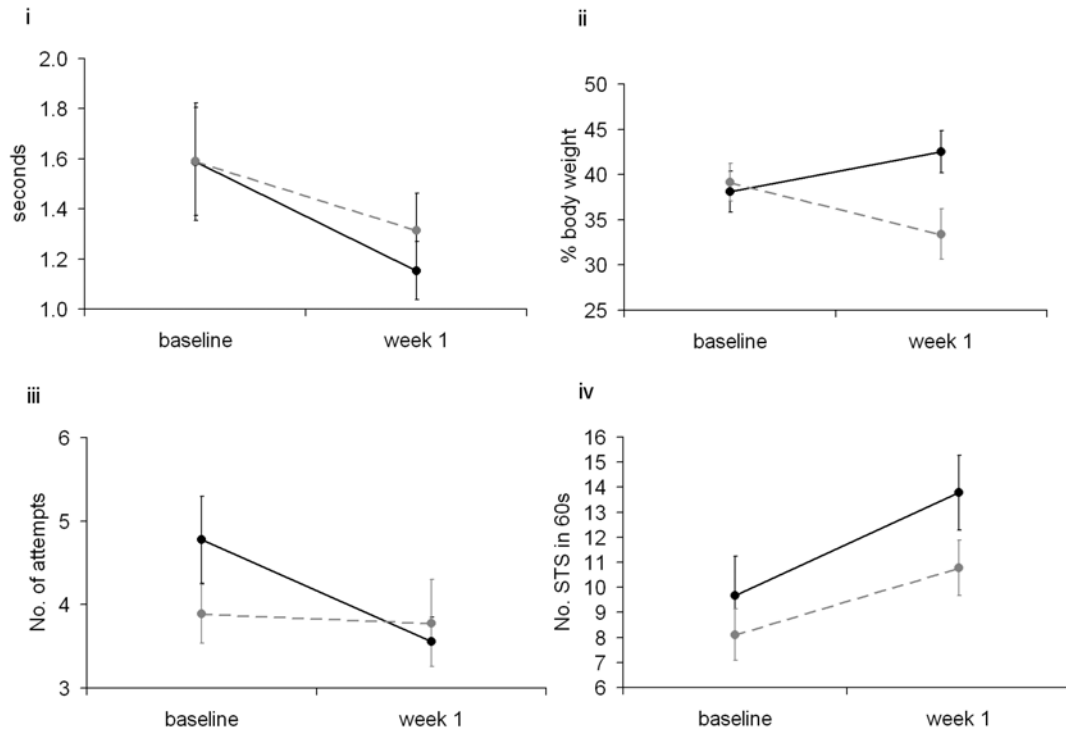 i
seconds
2.0
1.8
1.6
1.4
1.2
1.0
baseline week 1
ii
% body weight
50
45
40
35
30
25
baseline week 1
iii
No. of attempts
6
5
4
3
baseline week 1
iv
No. STS in 60s
16
15
14
13
12
11
10
9
8
7
6
baseline week 1